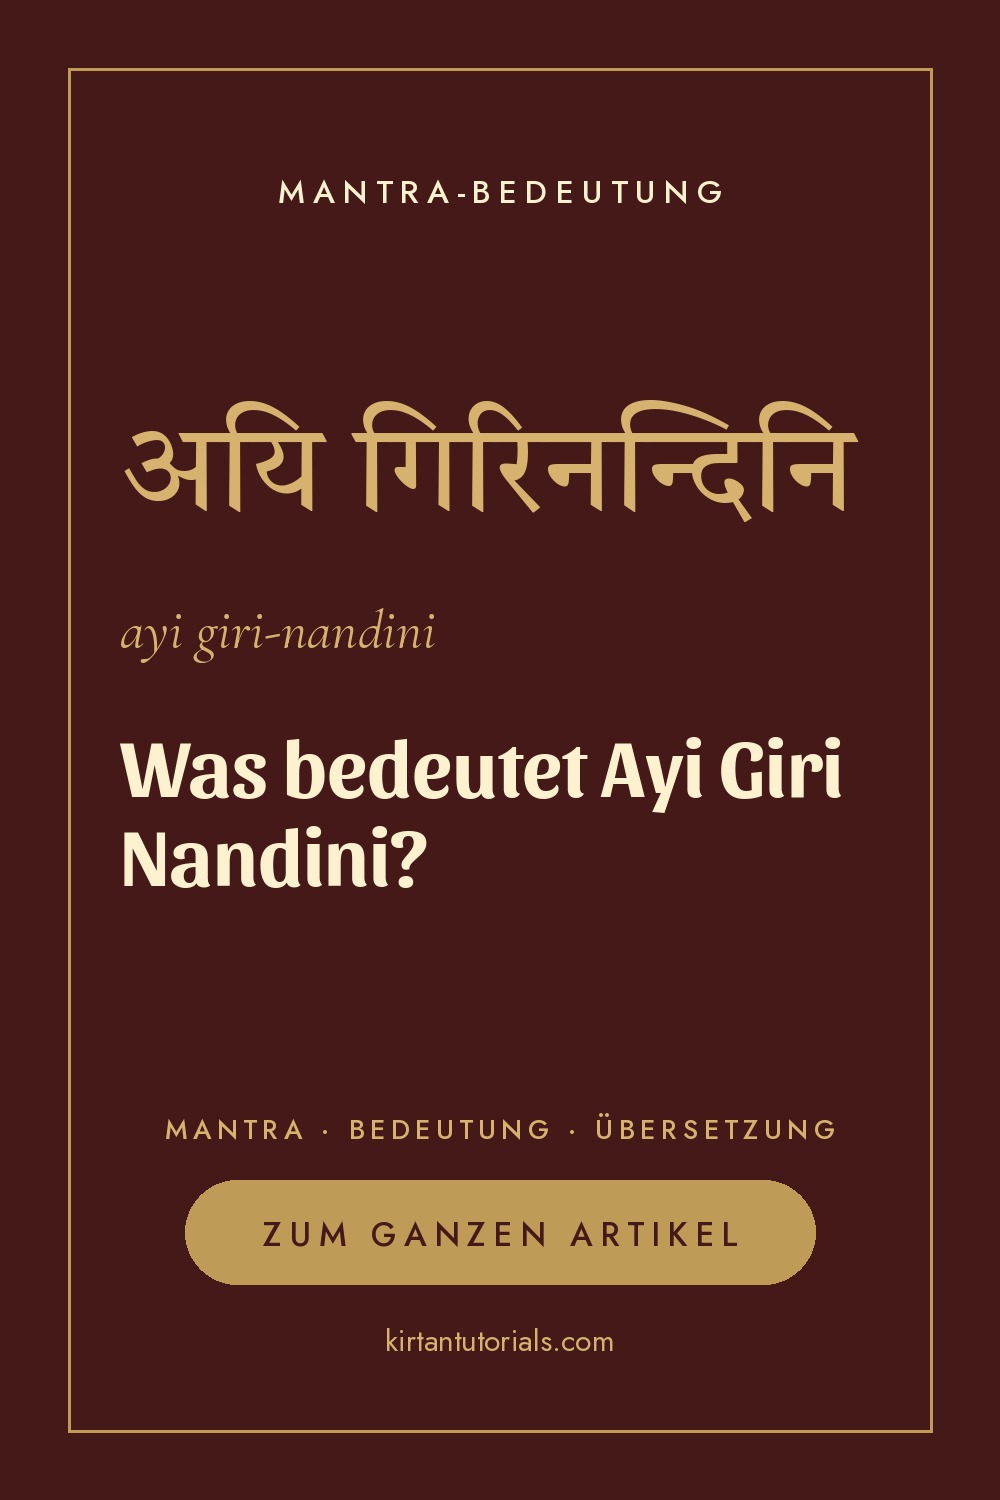 MANTRA-BEDEUTUNG
अयि गिरिनन्दिनि
ayi giri-nandini
Was bedeutet Ayi Giri
Nandini?
MANTRA · BEDEUTUNG · ÜBERSETZUNG
ZUM GANZEN ARTIKEL
kirtantutorials.com